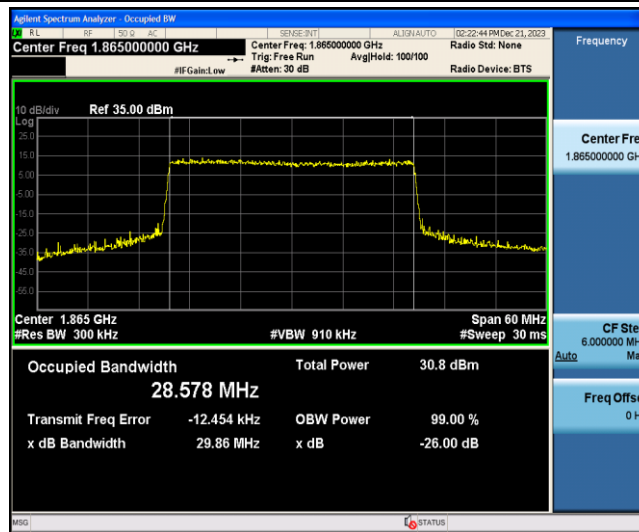 Agilent Spectrum Analyzer - Occupied BW
RL RF 50 Ω AC SENSE:INT ALIGNAUTO 02:22:44 PM Dec 21, 2023
Center Freq 1.865000000 GHz
Center Freq: 1.865000000 GHz
Radio Std: None
Trig: Free Run Avg|Hold: 100/100
#IFGain:Low
#Atten: 30 dB
Radio Device: BTS
10 dB/div Ref 35.00 dBm
Log
25.0
15.0
5.00
-5.00
-15.0
-25.0
-35.0
-45.0
-55.0
Center 1.865 GHz Span 60 MHz
#Res BW 300 kHz #VBW 910 kHz #Sweep 30 ms
Occupied Bandwidth Total Power 30.8 dBm
28.578 MHz
Transmit Freq Error -12.454 kHz OBW Power 99.00 %
x dB Bandwidth 29.86 MHz x dB -26.00 dB
MSG STATUS
Frequency
Center Fre
1.865000000 GH
CF Ste
6.000000 MH
Auto Ma
Freq Offs
0 H